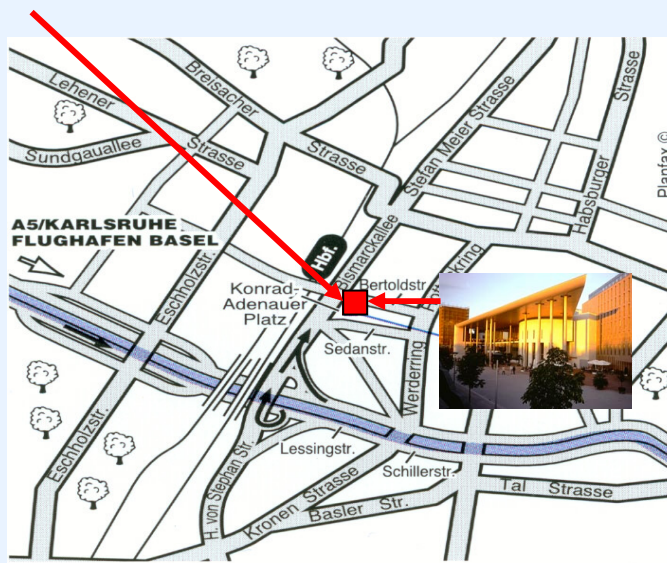 Lehener
Strasse
Breisacher
Strasse
Sundgauallee
Stefan Meier Strasse
Habsburger
Strasse
Planfax ©
A5/KARLSRUHE
FLUGHAFEN BASEL
Hbf.
Bismarckallee
Konrad-
Adenauer
Platz
Bertoldstr.
Eschholzstr.
Sedanstr.
Werderring
Lessingstr.
Schillerstr.
Eschholzstr.
H. von Stephan Str.
Kronen Strasse
Basler Str.
Tal Strasse